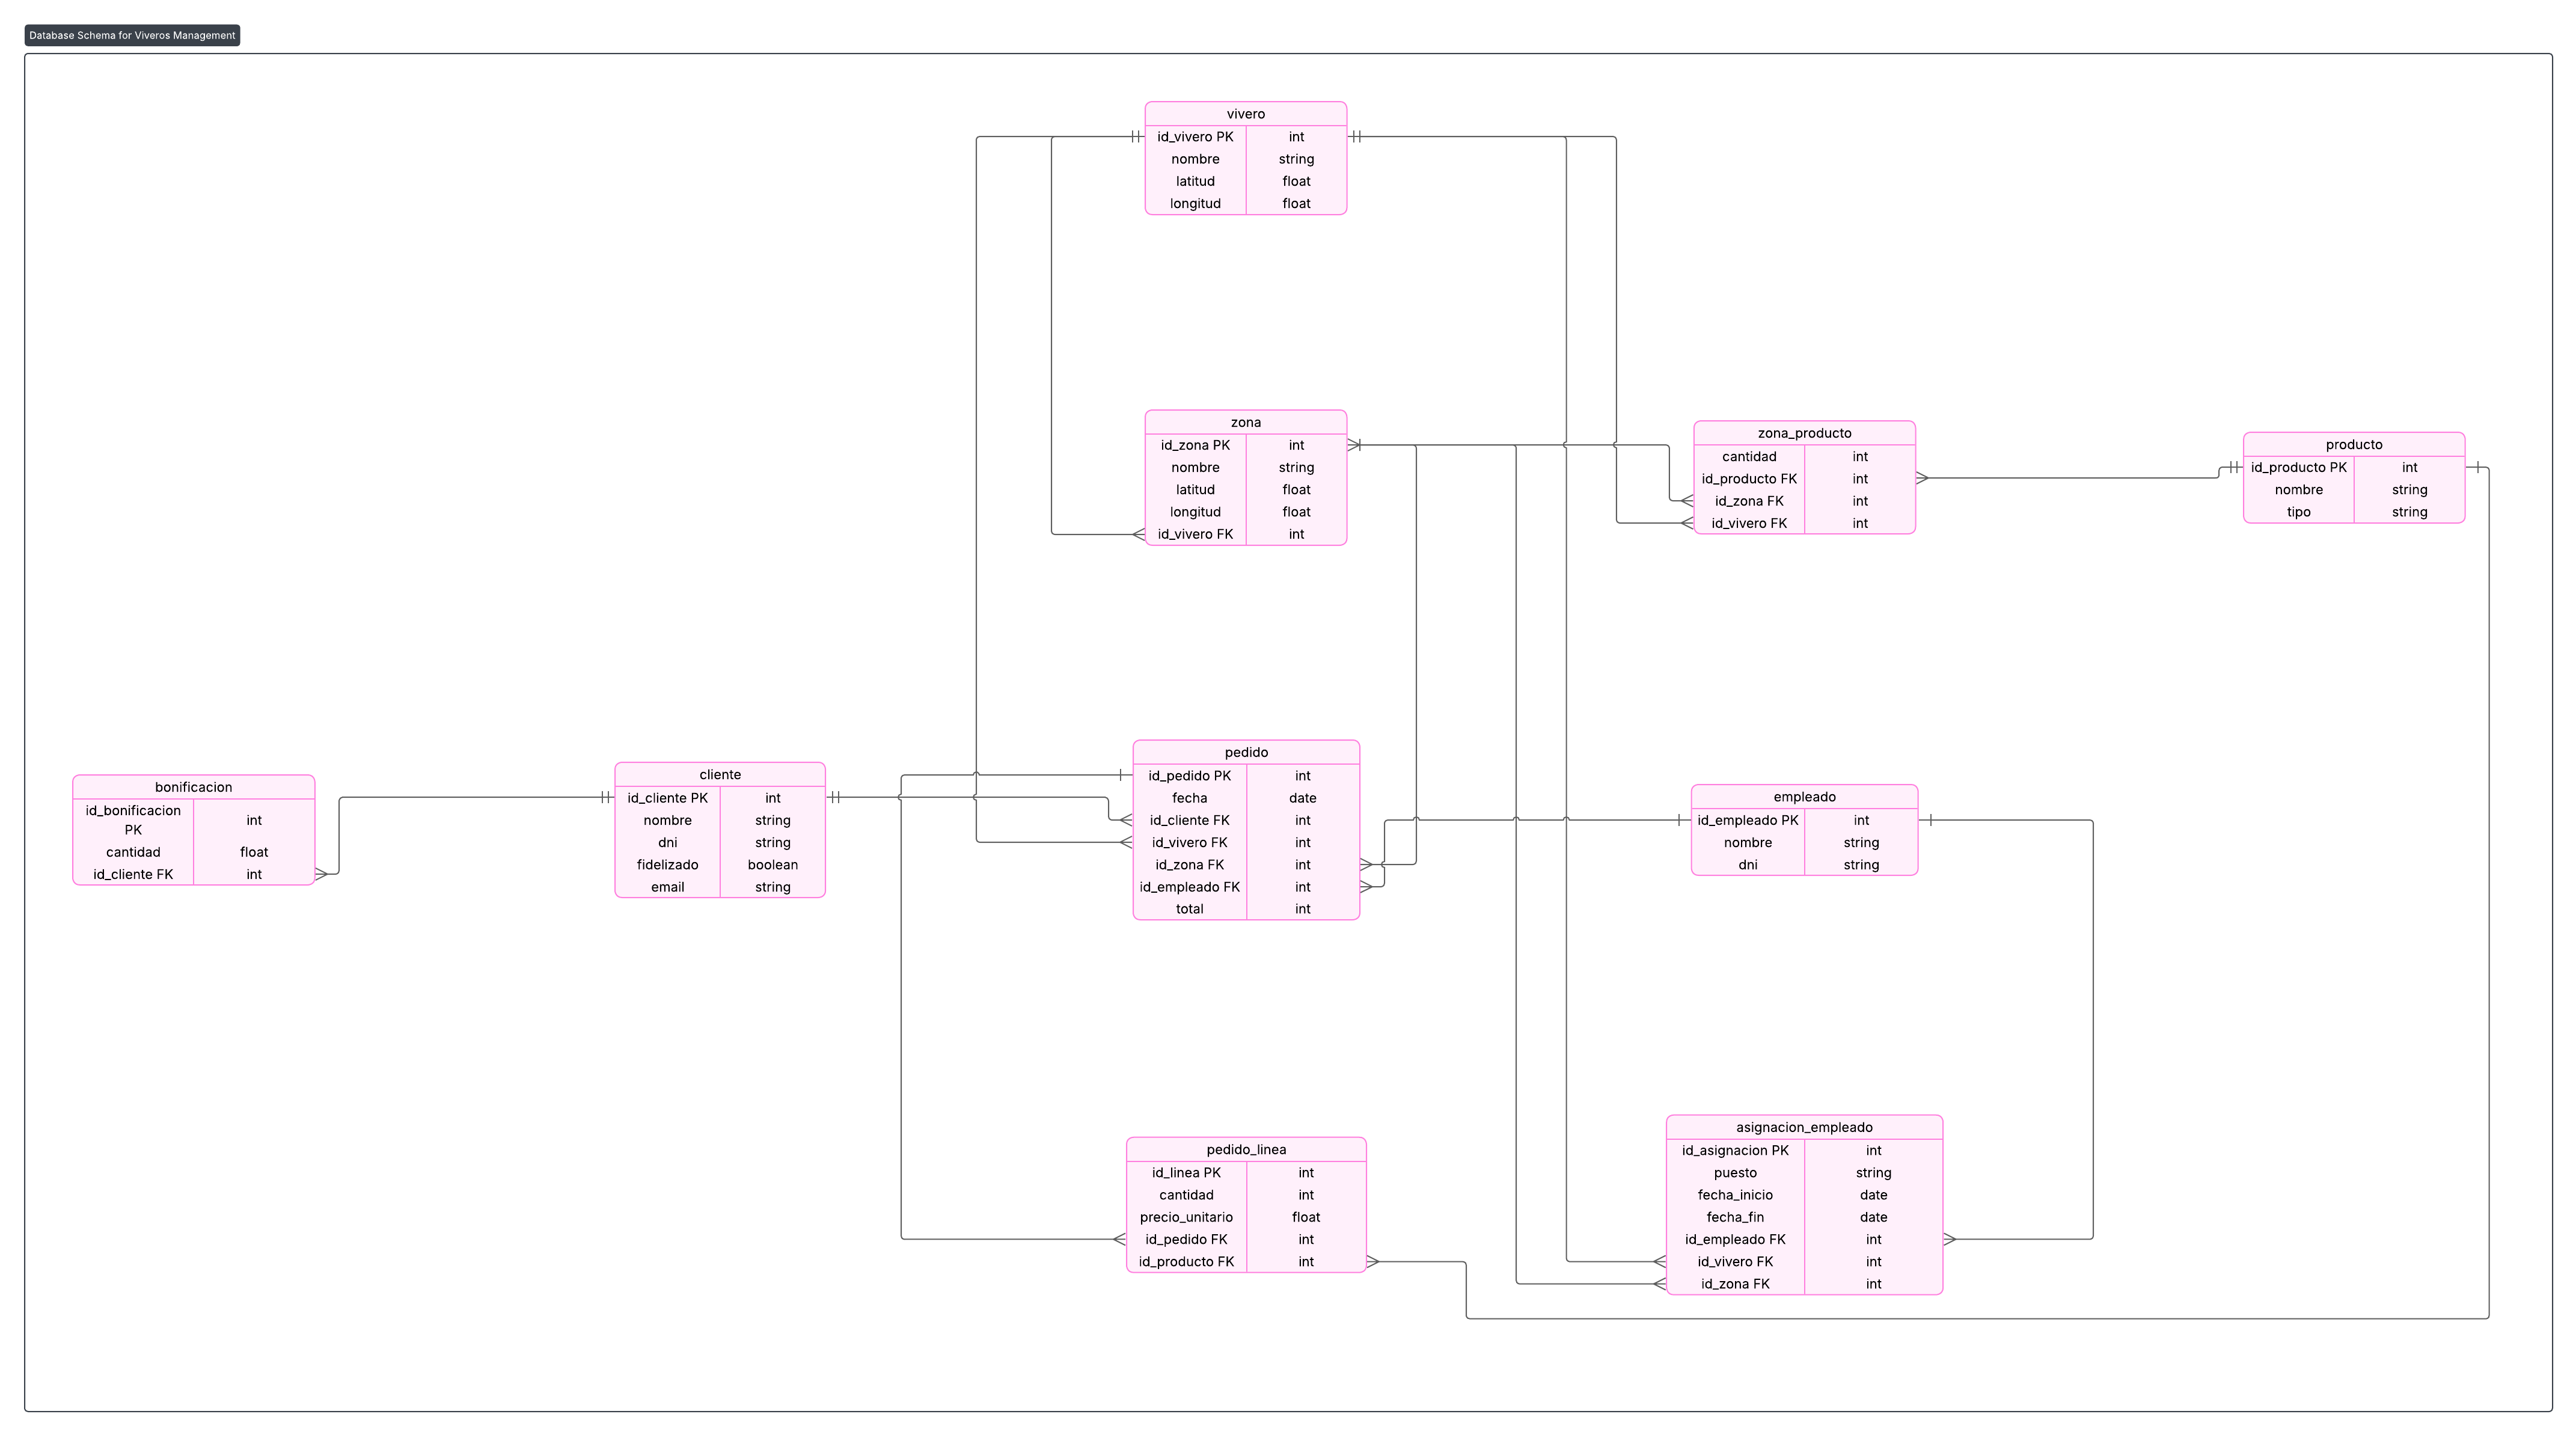 Database Schema for Viveros Management
vivero
id_vivero PK int
nombre string
latitud float
longitud float
zona
id_zona PK int
nombre string
latitud float
longitud float
id_vivero FK int
zona_producto
cantidad int
id_producto FK int
id_zona FK int
id_vivero FK int
producto
id_producto PK int
nombre string
tipo string
bonificacion
id_bonificacion
PK
int
cantidad float
id_cliente FK int
cliente
id_cliente PK int
nombre string
dni string
fidelizado boolean
email string
pedido
id_pedido PK int
fecha date
id_cliente FK int
id_vivero FK int
id_zona FK int
id_empleado FK int
total int
empleado
id_empleado PK int
nombre string
dni string
pedido_linea
id_linea PK int
cantidad int
precio_unitario float
id_pedido FK int
id_producto FK int
asignacion_empleado
id_asignacion PK int
puesto string
fecha_inicio date
fecha_fin date
id_empleado FK int
id_vivero FK int
id_zona FK int